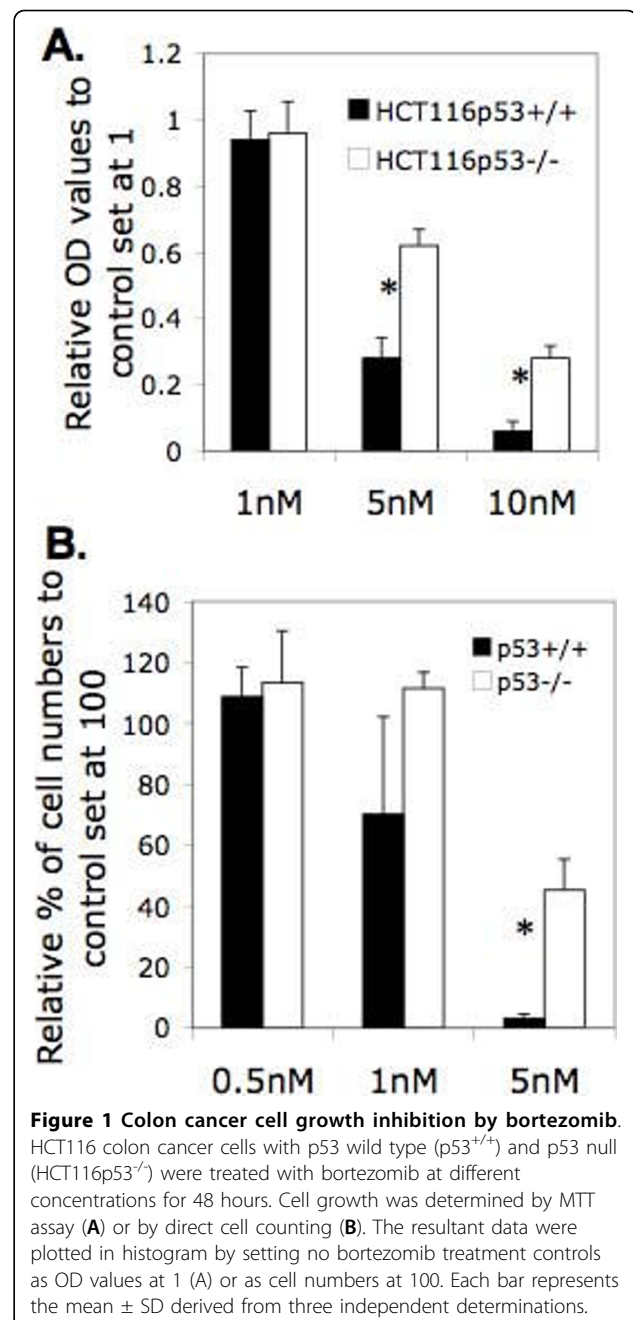 A.
Relative OD values to
control set at 1
1.2
1
0.8
0.6
0.4
0.2
0
HCT116p53+/+
HCT116p53-/-
*
*
1nM 5nM 10nM
B.
Relative % of cell numbers to
control set at 100
140
120
100
80
60
40
20
0
p53+/+
p53-/-
*
0.5nM 1nM 5nM
Figure 1 Colon cancer cell growth inhibition by bortezomib.
HCT116 colon cancer cells with p53 wild type (p53+/+) and p53 null
(HCT116p53-/-) were treated with bortezomib at different
concentrations for 48 hours. Cell growth was determined by MTT
assay (A) or by direct cell counting (B). The resultant data were
plotted in histogram by setting no bortezomib treatment controls
as OD values at 1 (A) or as cell numbers at 100. Each bar represents
the mean ± SD derived from three independent determinations.